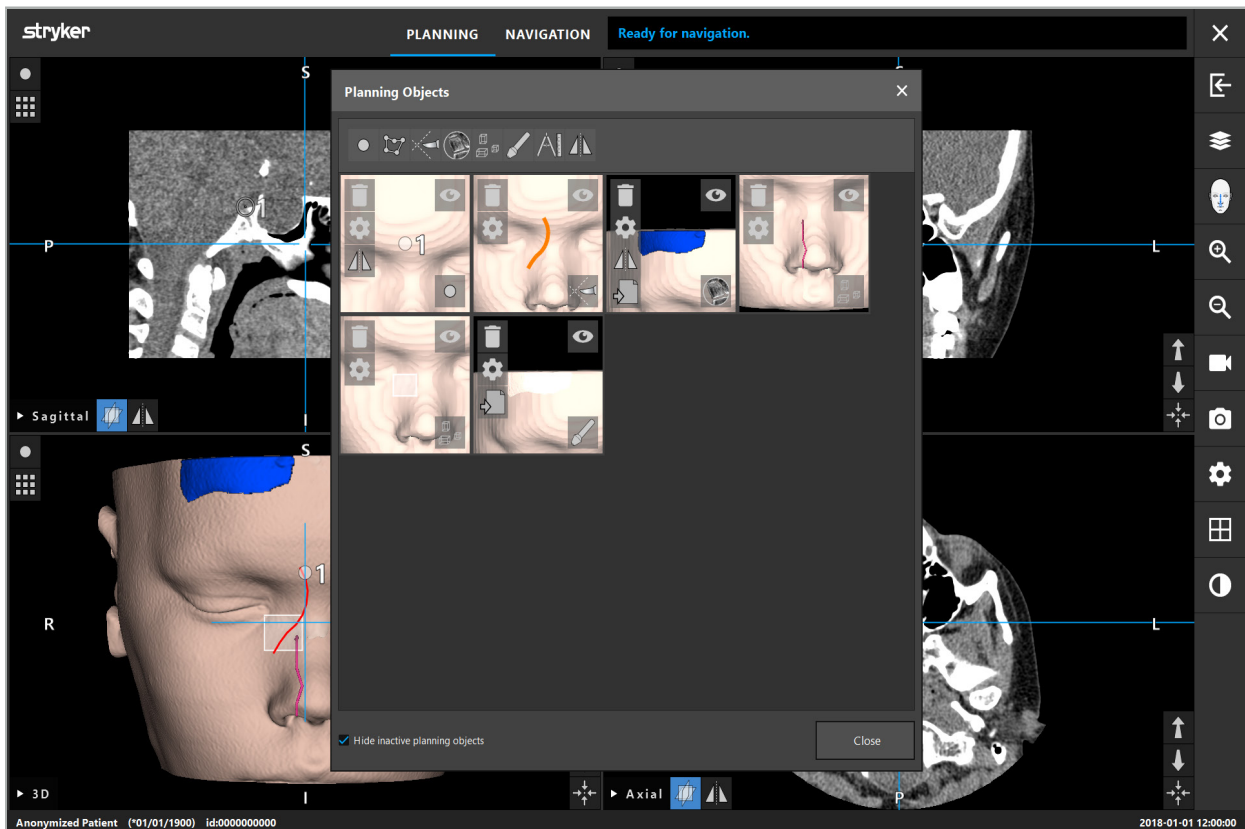 stryker
PLANNING
NAVIGATION
Ready for navigation.
S
Planning Objects
1
1
P
L
Sagittal
I
S
1
R
L
Hide inactive planning objects
Close
3D
I
Axial
P
Anonymized Patient (*01/01/1900) id:0000000000
2018-01-01 12:00:00